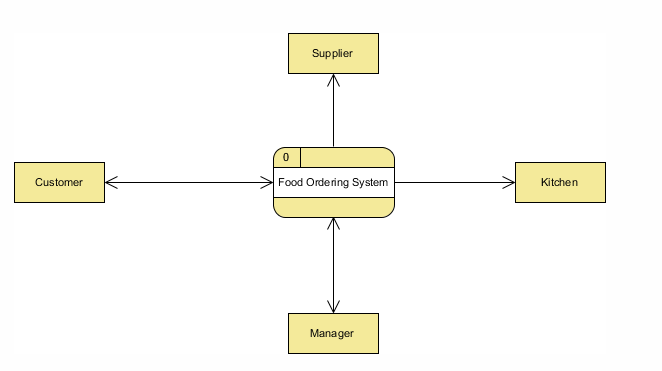 Supplier
0
Customer
Food Ordering System
Kitchen
Manager